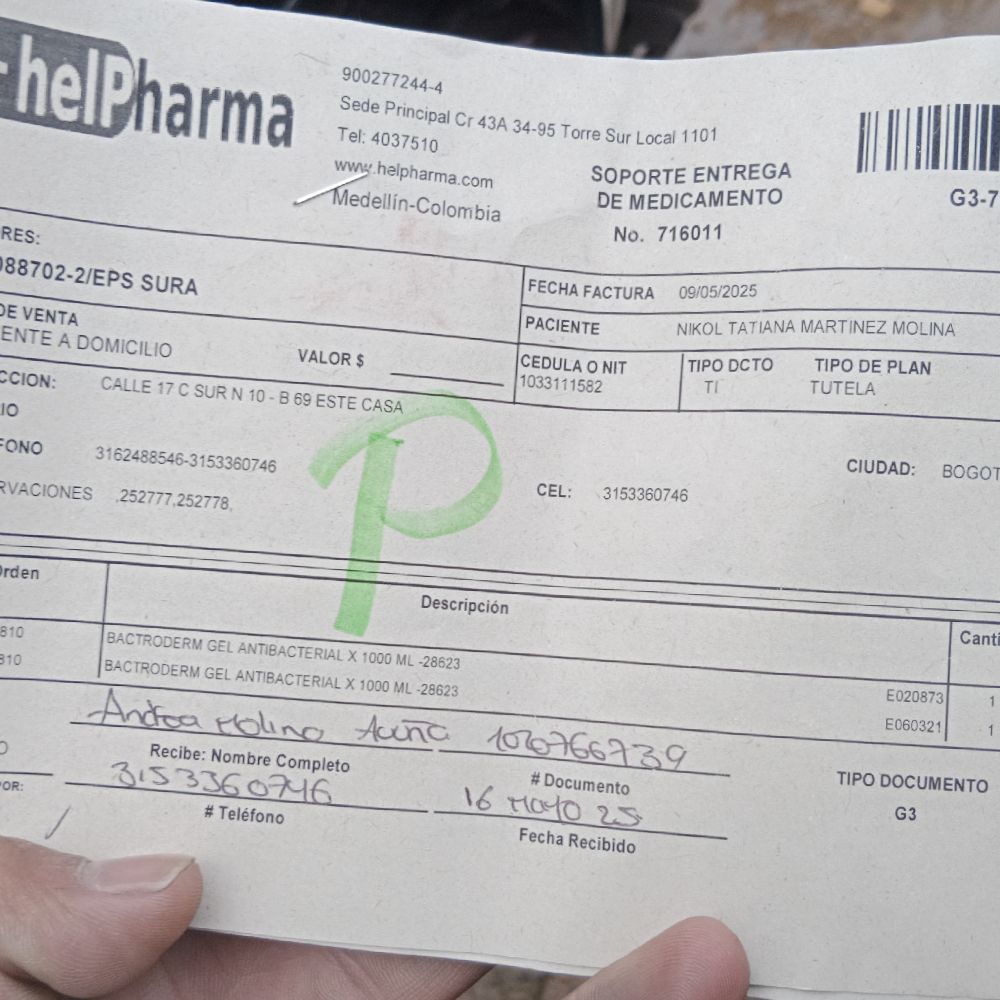 helPharma
900277244-4
Sede Principal Cr 43A 34-95 Torre Sur Local 1101
Tel: 4037510
www.helpharma.com
Medellín-Colombia
SOPORTE ENTREGA
DE MEDICAMENTO
No. 716011
G3-7
RES:
088702-2/EPS SURA
FECHA FACTURA 09/05/2025
DE VENTA
ENTE A DOMICILIO
VALOR $
PACIENTE NIKOL TATIANA MARTINEZ MOLINA
CEDULA O NIT
1033111582
TIPO DCTO
TI
TIPO DE PLAN
TUTELA
CCION: CALLE 17 C SUR N 10 - B 69 ESTE CASA
IO
FONO 3162488546-3153360746
CEL: 3153360746
CIUDAD: BOGOT
RVACIONES ,252777,252778,
P
Orden Descripción Canti
810 BACTRODERM GEL ANTIBACTERIAL X 1000 ML -28623 E020873 1
810 BACTRODERM GEL ANTIBACTERIAL X 1000 ML -28623 E060321 1
Andrea Molina Acuña 1030766739
Recibe: Nombre Completo # Documento
3153360746 16 mayo 25
# Teléfono Fecha Recibido
TIPO DOCUMENTO
G3
O
POR: